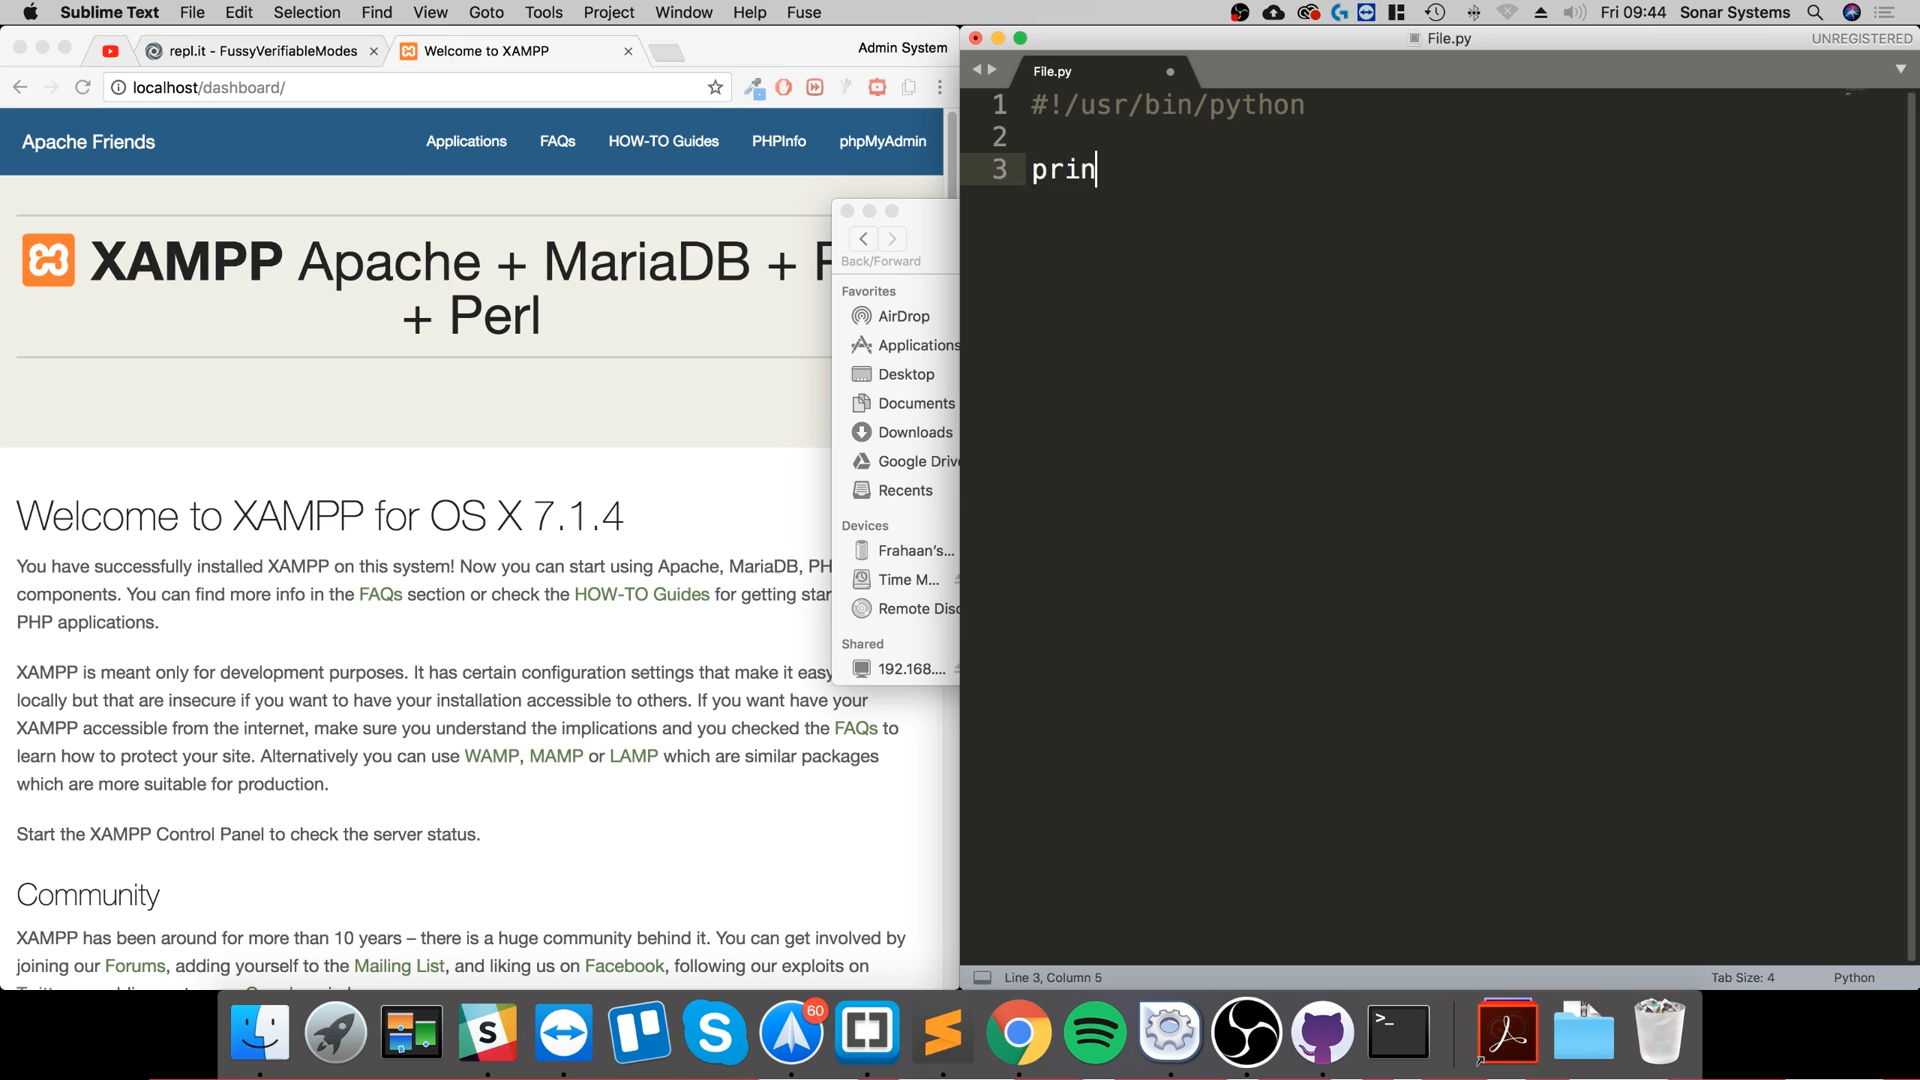 Sublime Text File Edit Selection Find View Goto Tools Project Window Help Fuse Fri 09:44 Sonar Systems
repl.it - FussyVerifiableModes
Welcome to XAMPP
Admin System
localhost/dashboard/
Apache Friends
Applications FAQs HOW-TO Guides PHPInfo phpMyAdmin
XAMPP Apache + MariaDB +
+ Perl
Welcome to XAMPP for OS X 7.1.4
You have successfully installed XAMPP on this system! Now you can start using Apache, MariaDB, PH
components. You can find more info in the FAQs section or check the HOW-TO Guides for getting star
PHP applications.
XAMPP is meant only for development purposes. It has certain configuration settings that make it easy
locally but that are insecure if you want to have your installation accessible to others. If you want have your
XAMPP accessible from the internet, make sure you understand the implications and you checked the FAQs to
learn how to protect your site. Alternatively you can use WAMP, MAMP or LAMP which are similar packages
which are more suitable for production.
Start the XAMPP Control Panel to check the server status.
Community
XAMPP has been around for more than 10 years – there is a huge community behind it. You can get involved by
joining our Forums, adding yourself to the Mailing List, and liking us on Facebook, following our exploits on
Back/Forward
Favorites
AirDrop
Applications
Desktop
Documents
Downloads
Google Driv
Recents
Devices
Frahaan's...
Time M...
Remote Disc
Shared
192.168....
File.py
UNREGISTERED
File.py
1 #!/usr/bin/python
2
3 prin
Line 3, Column 5
Tab Size: 4
Python
60